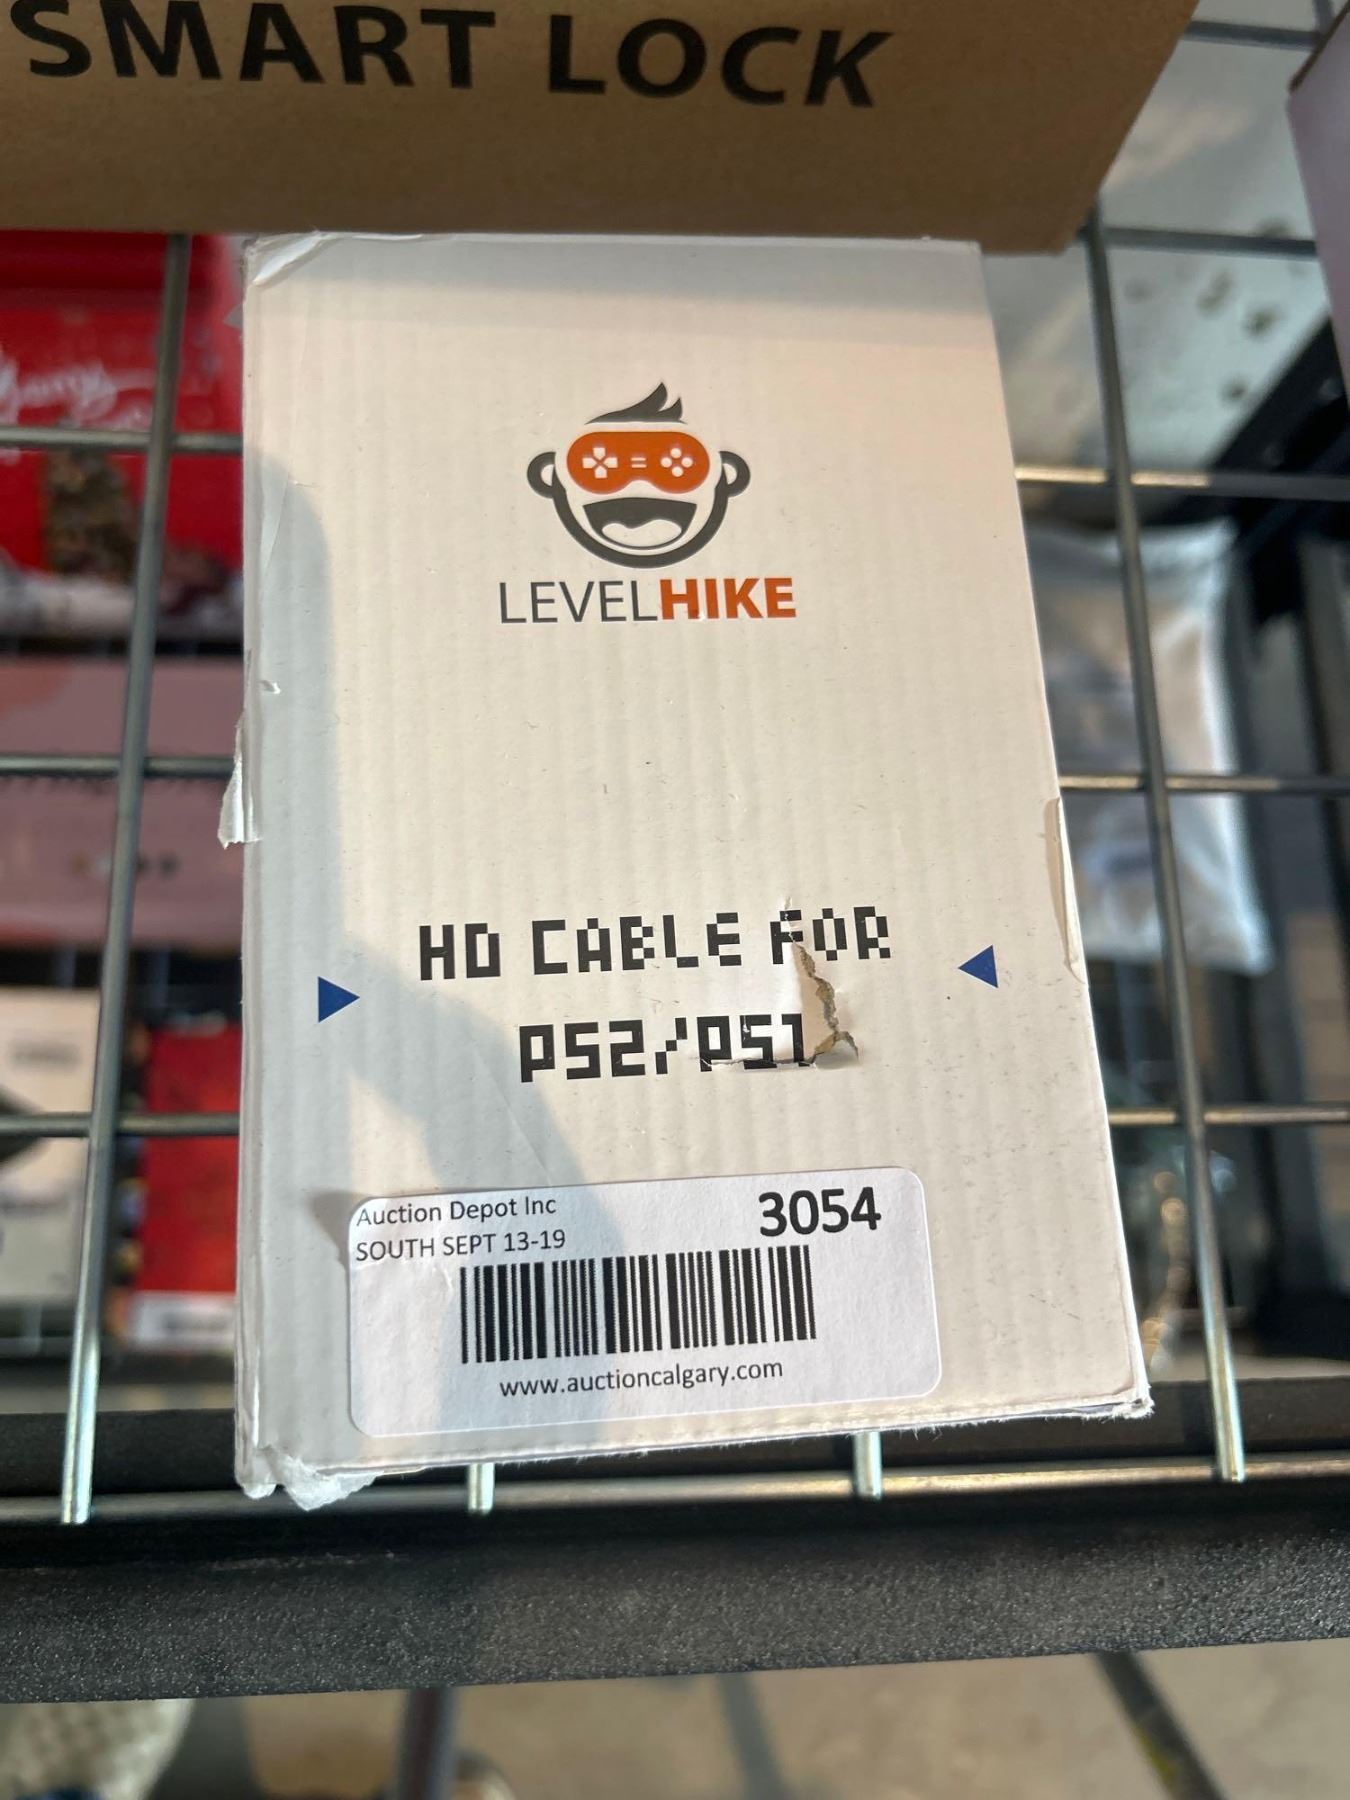 SMART LOCK
LEVELHIKE
HD CABLE FOR
PS2/PS1
Auction Depot Inc
3054
SOUTH SEPT 13-19
www.auctioncalgary.com